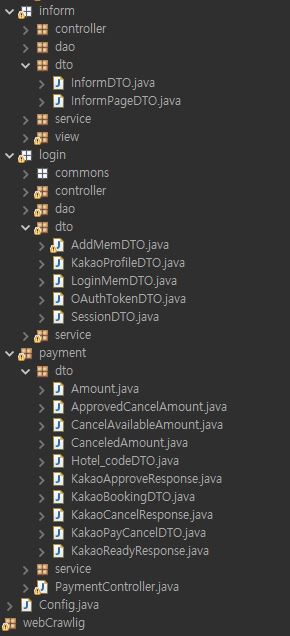 inform
controller
dao
dto
InformDTO.java
InformPageDTO.java
service
view
login
commons
controller
dao
dto
AddMemDTO.java
KakaoProfileDTO.java
LoginMemDTO.java
OAuthTokenDTO.java
SessionDTO.java
service
payment
dto
Amount.java
ApprovedCancelAmount.java
CancelAvailableAmount.java
CanceledAmount.java
Hotel_codeDTO.java
KakaoApproveResponse.java
KakaoBookingDTO.java
KakaoCancelResponse.java
KakaoPayCancelDTO.java
KakaoReadyResponse.java
service
PaymentController.java
Config.java
webCrawlig